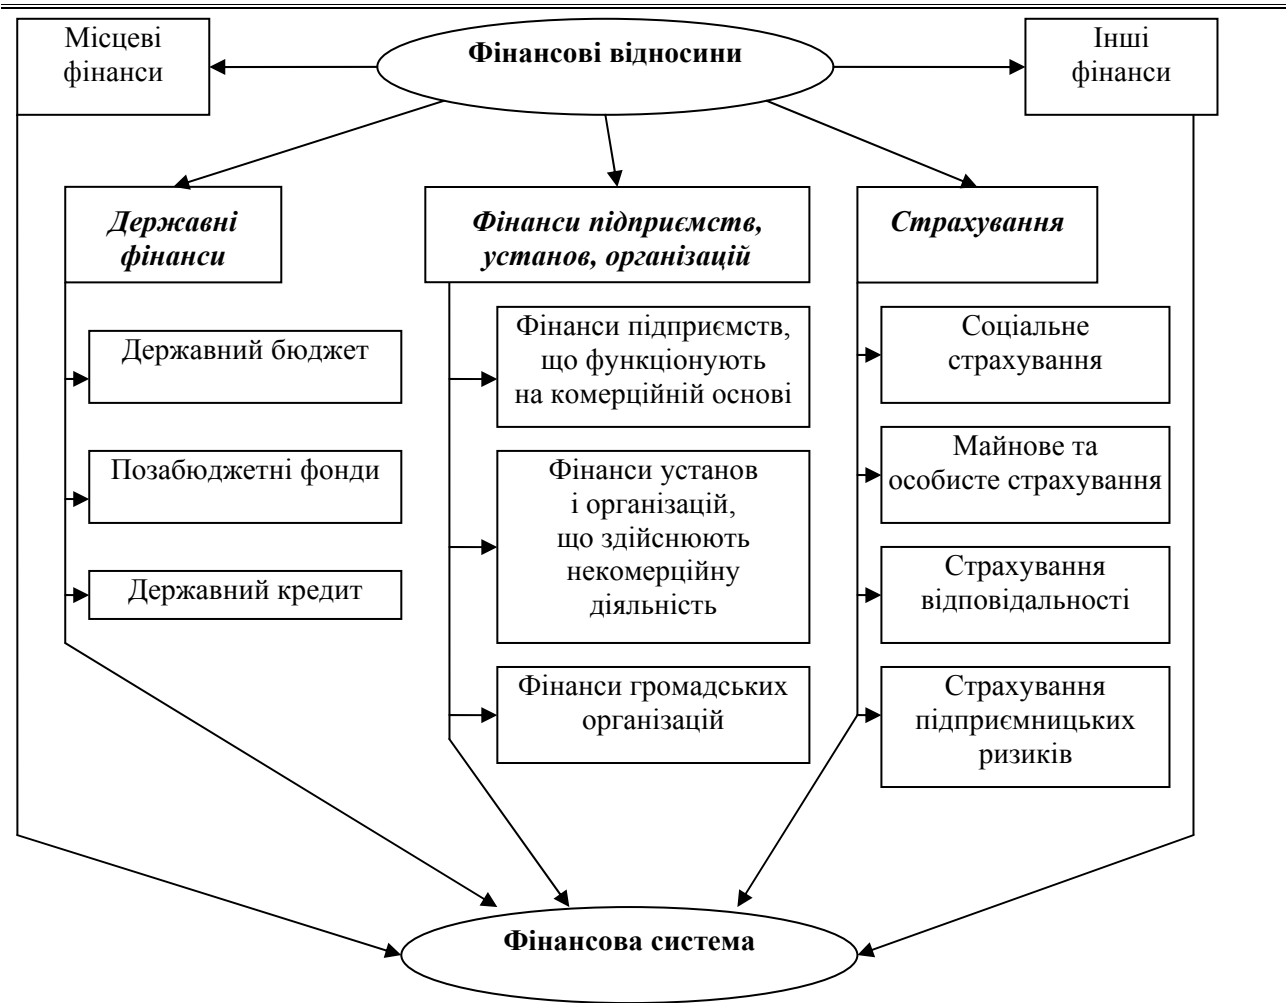 Місцеві
фінанси
Фінансові відносини
Інші
фінанси
Державні
фінанси
Фінанси підприємств,
установ, організацій
Страхування
Державний бюджет
Позабюджетні фонди
Державний кредит
Фінанси підприємств,
що функціонують
на комерційній основі
Фінанси установ
і організацій,
що здійснюють
некомерційну
діяльність
Фінанси громадських
організацій
Соціальне
страхування
Майнове та
особисте страхування
Страхування
відповідальності
Страхування
підприємницьких
ризиків
Фінансова система